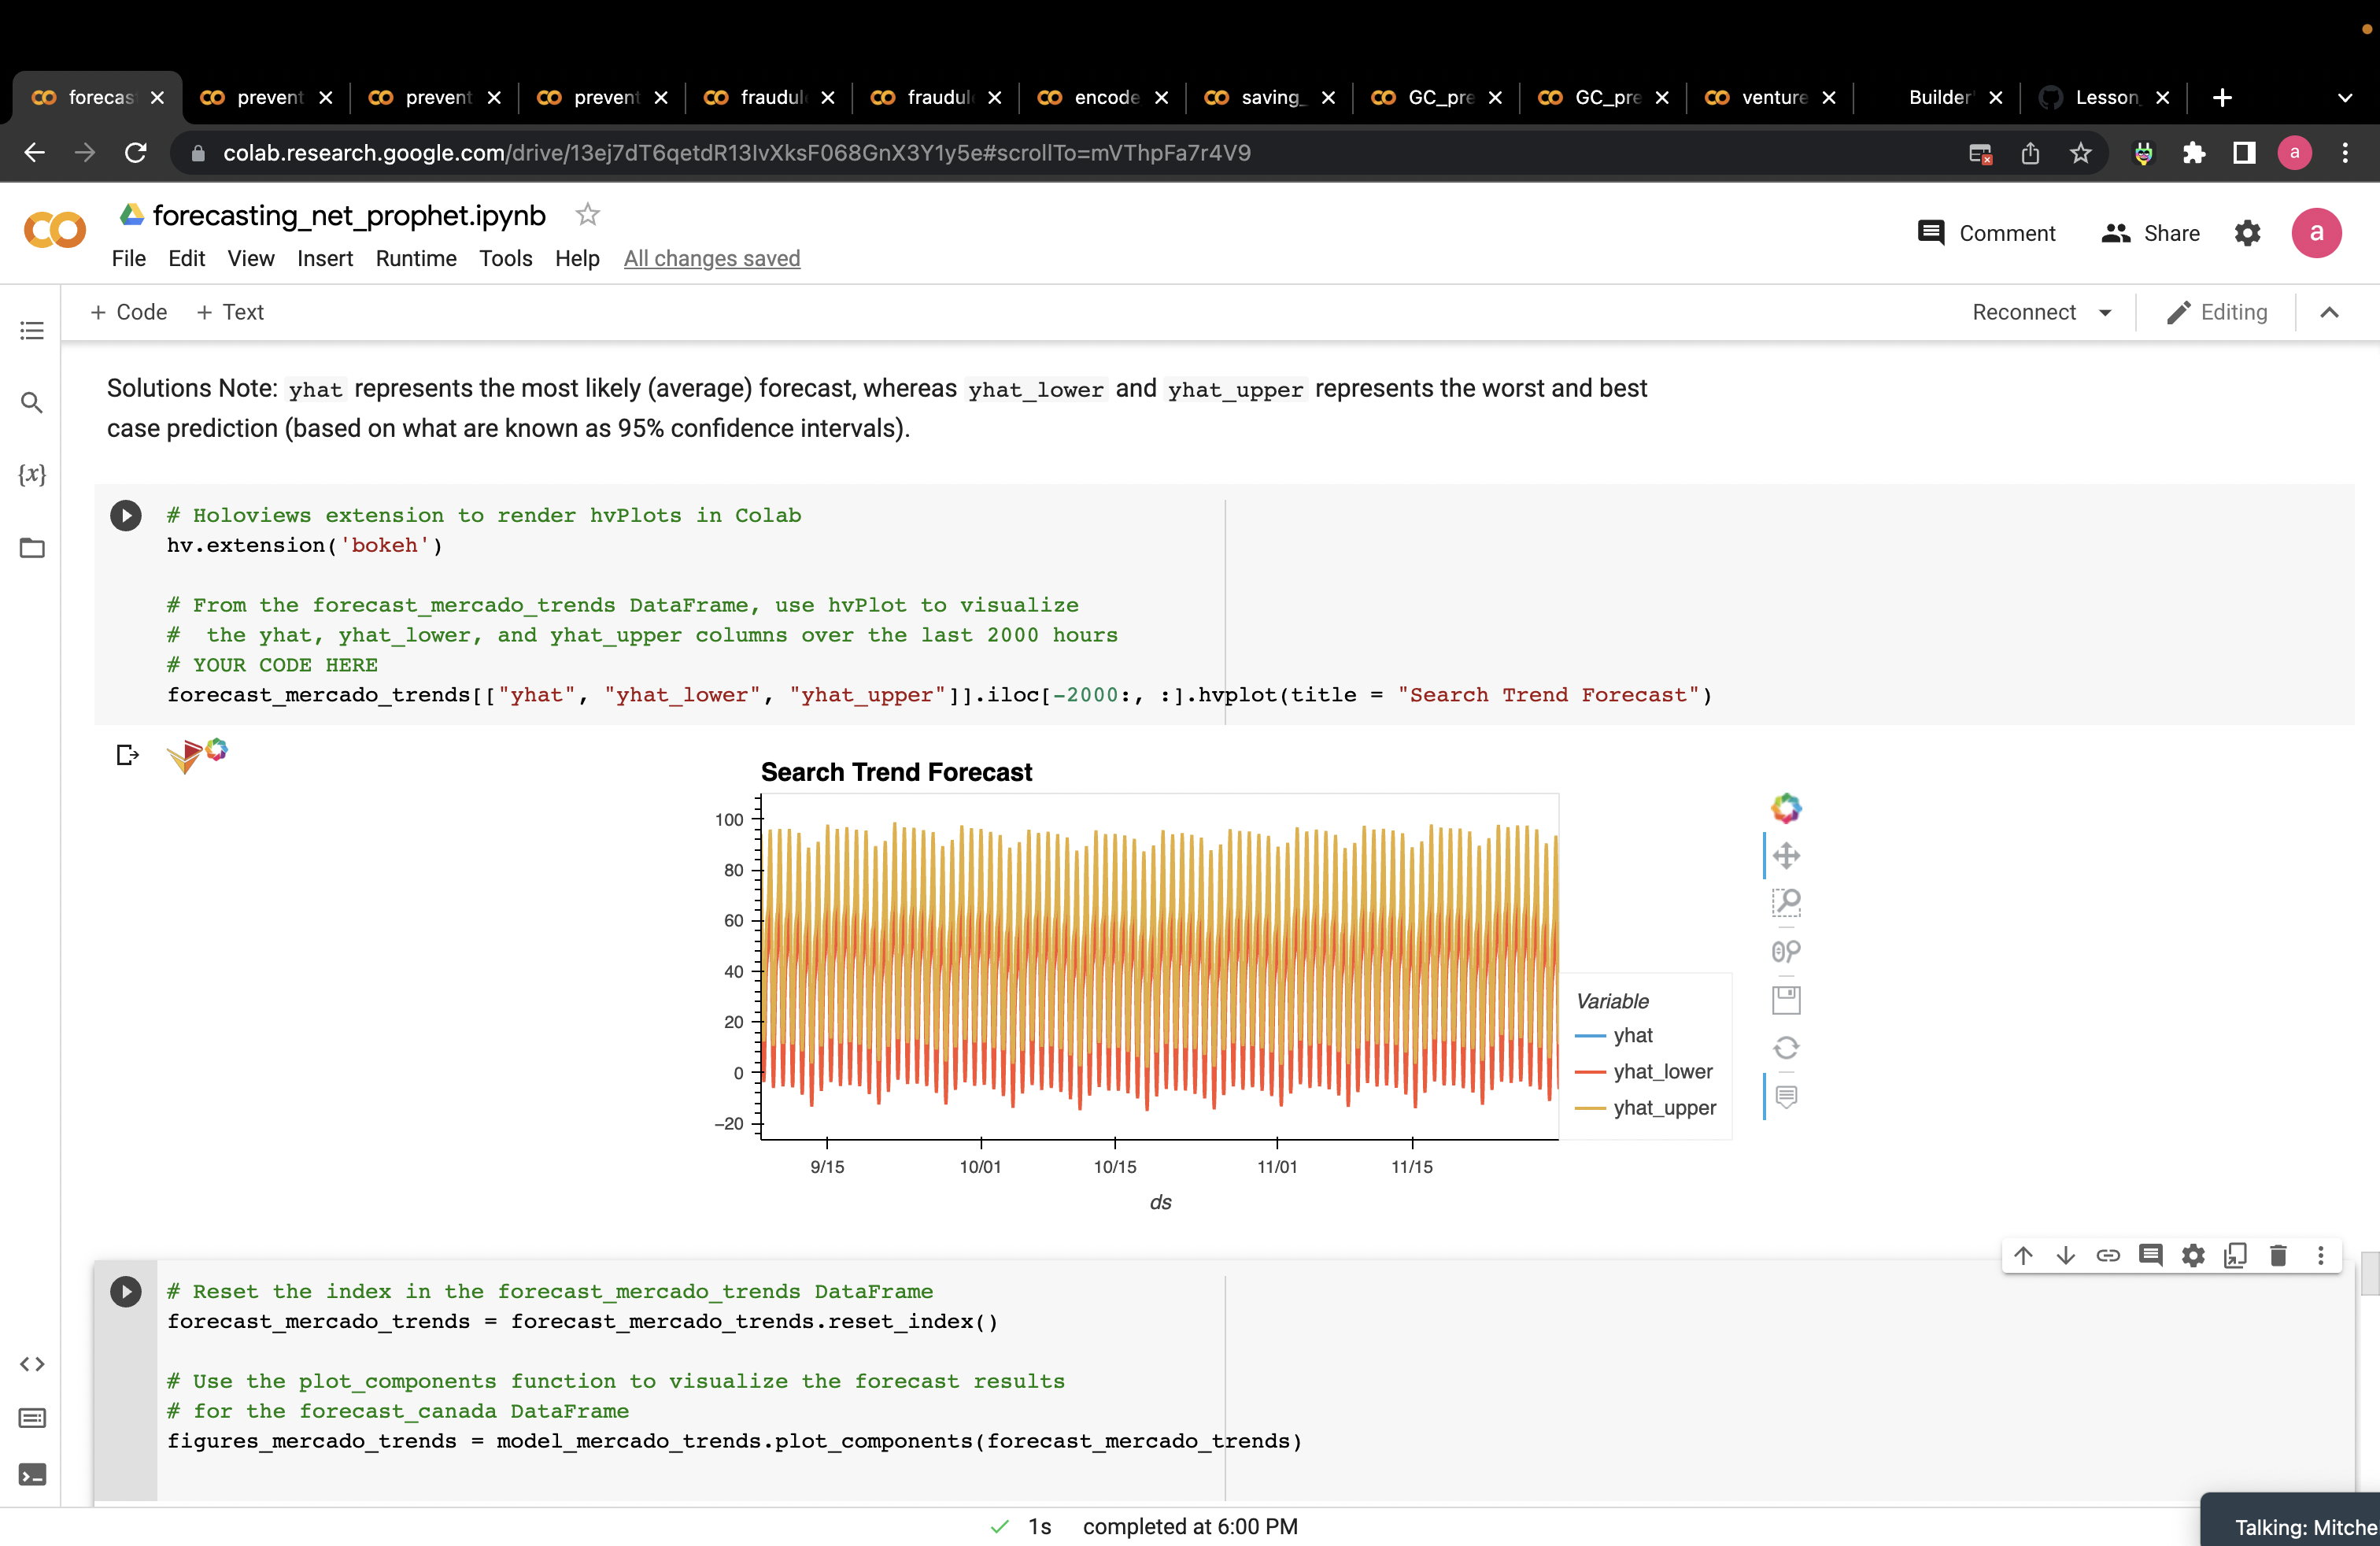 forecas
prevent
prevent
prevent
fraudul
fraudul
encode
saving_
GC_pre
GC_pre
venture
Builder'
Lesson_
colab.research.google.com/drive/13ej7dT6qetdR13IvXksF068GnX3Y1y5e#scrollTo=mVThpFa7r4V9
a
forecasting_net_prophet.ipynb
File Edit View Insert Runtime Tools Help All changes saved
Comment Share a
+ Code + Text
Reconnect Editing
Solutions Note: yhat represents the most likely (average) forecast, whereas yhat_lower and yhat_upper represents the worst and best
case prediction (based on what are known as 95% confidence intervals).
{x}
# Holoviews extension to render hvPlots in Colab
hv.extension('bokeh')
# From the forecast_mercado_trends DataFrame, use hvPlot to visualize
#  the yhat, yhat_lower, and yhat_upper columns over the last 2000 hours
# YOUR CODE HERE
forecast_mercado_trends[["yhat", "yhat_lower", "yhat_upper"]].iloc[-2000:, :].hvplot(title = "Search Trend Forecast")
Search Trend Forecast
100
80
60
40
20
0
−20
9/15 10/01 10/15 11/01 11/15
ds
Variable
yhat
yhat_lower
yhat_upper
# Reset the index in the forecast_mercado_trends DataFrame
forecast_mercado_trends = forecast_mercado_trends.reset_index()
# Use the plot_components function to visualize the forecast results
# for the forecast_canada DataFrame
figures_mercado_trends = model_mercado_trends.plot_components(forecast_mercado_trends)
1s completed at 6:00 PM
Talking: Mitche